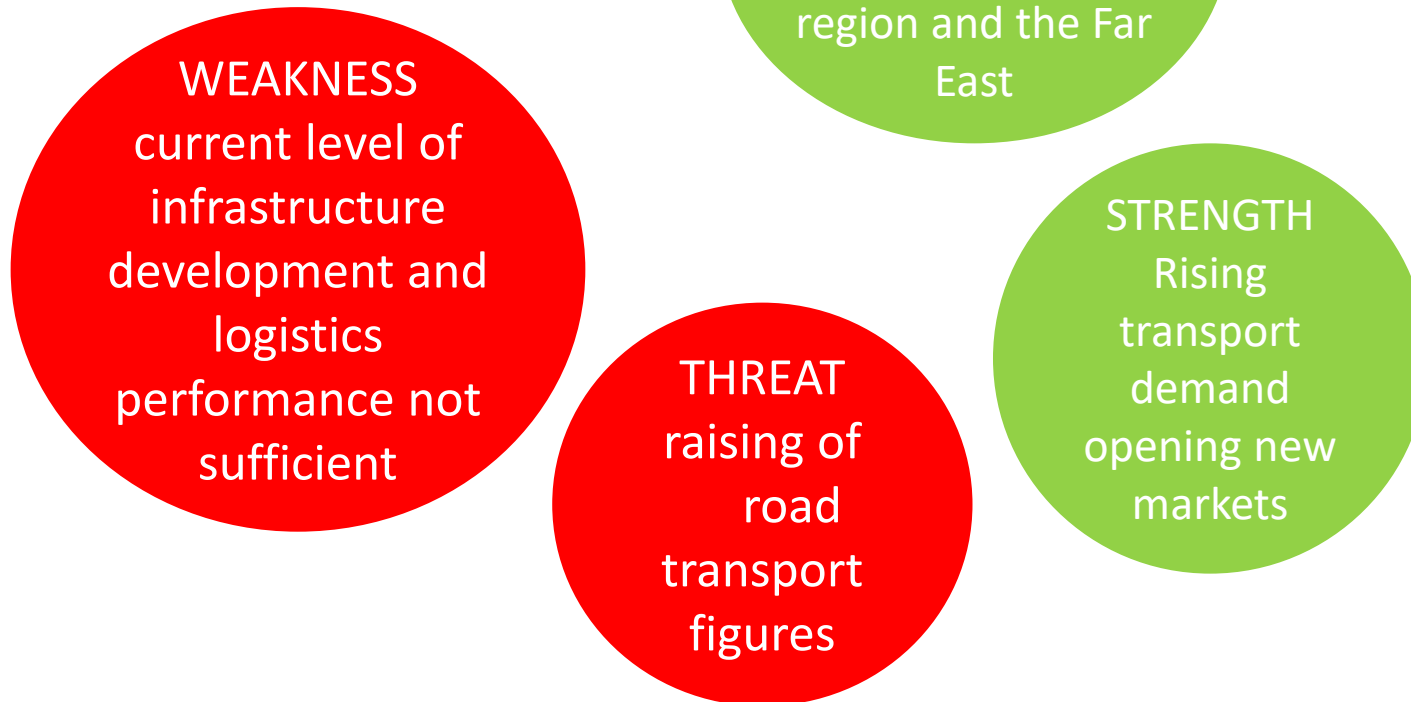 region and the Far
East
WEAKNESS
current level of
infrastructure
development and
logistics
performance not
sufficient
STRENGTH
Rising
transport
demand
opening new
markets
THREAT
raising of
road
transport
figures